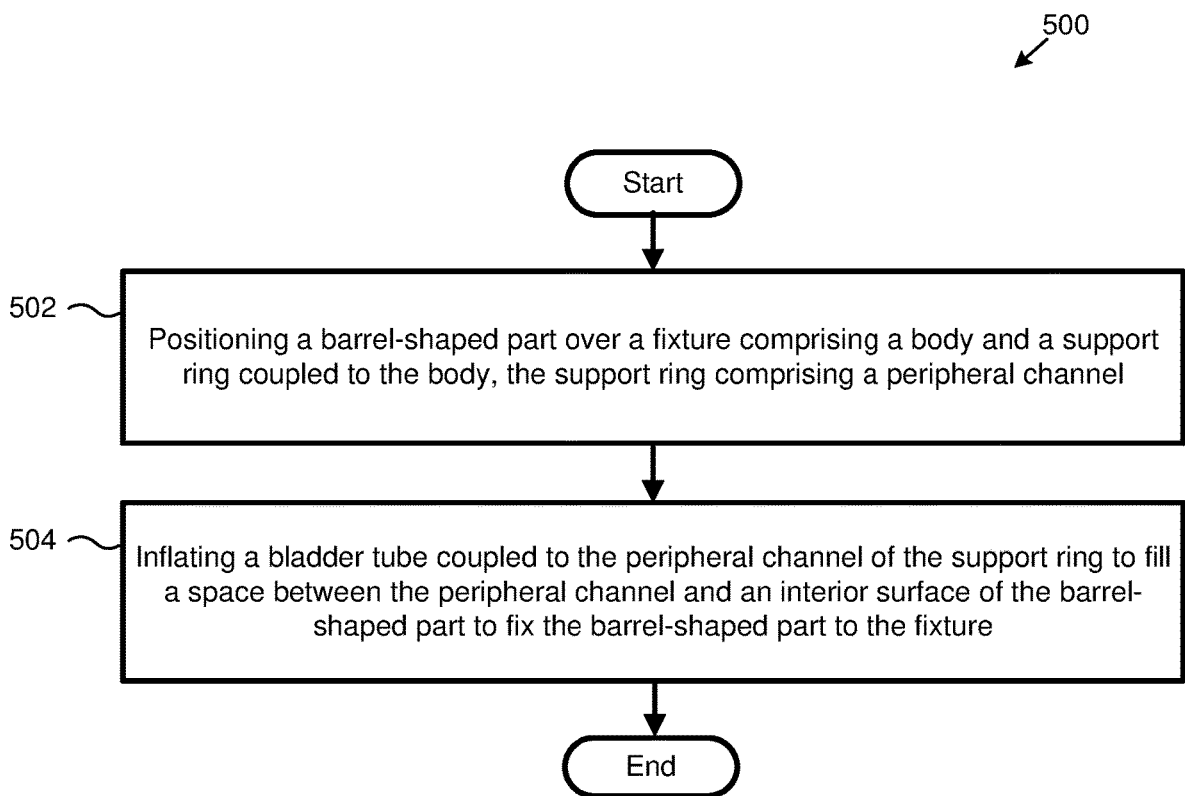 500
Start
502
Positioning a barrel-shaped part over a fixture comprising a body and a support
ring coupled to the body, the support ring comprising a peripheral channel
504
Inflating a bladder tube coupled to the peripheral channel of the support ring to fill
a space between the peripheral channel and an interior surface of the barrel-
shaped part to fix the barrel-shaped part to the fixture
End